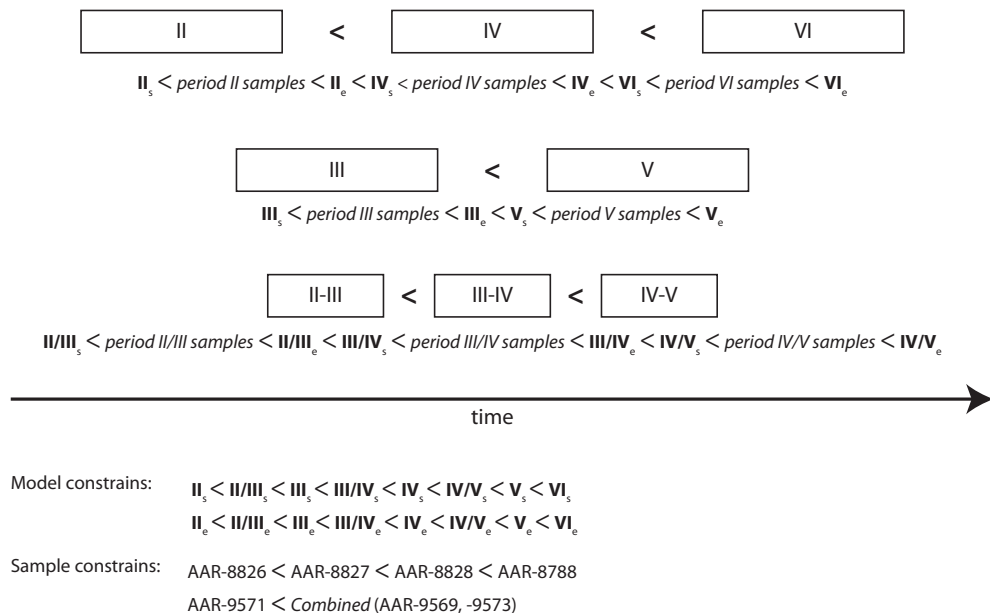 II < IV < VI
IIₛ < period II samples < IIₑ < IVₛ < period IV samples < IVₑ < VIₛ < period VI samples < VIₑ
III < V
IIIₛ < period III samples < IIIₑ < Vₛ < period V samples < Vₑ
II-III < III-IV < IV-V
II/IIIₛ < period II/III samples < II/IIIₑ < III/IVₛ < period III/IV samples < III/IVₑ < IV/Vₛ < period IV/V samples < IV/Vₑ
time
Model constrains: IIₛ < II/IIIₛ < IIIₛ < III/IVₛ < IVₛ < IV/Vₛ < Vₛ < VIₛ
IIₑ < II/IIIₑ < IIIₑ < III/IVₑ < IVₑ < IV/Vₑ < Vₑ < VIₑ
Sample constrains: AAR-8826 < AAR-8827 < AAR-8828 < AAR-8788
AAR-9571 < Combined (AAR-9569, -9573)